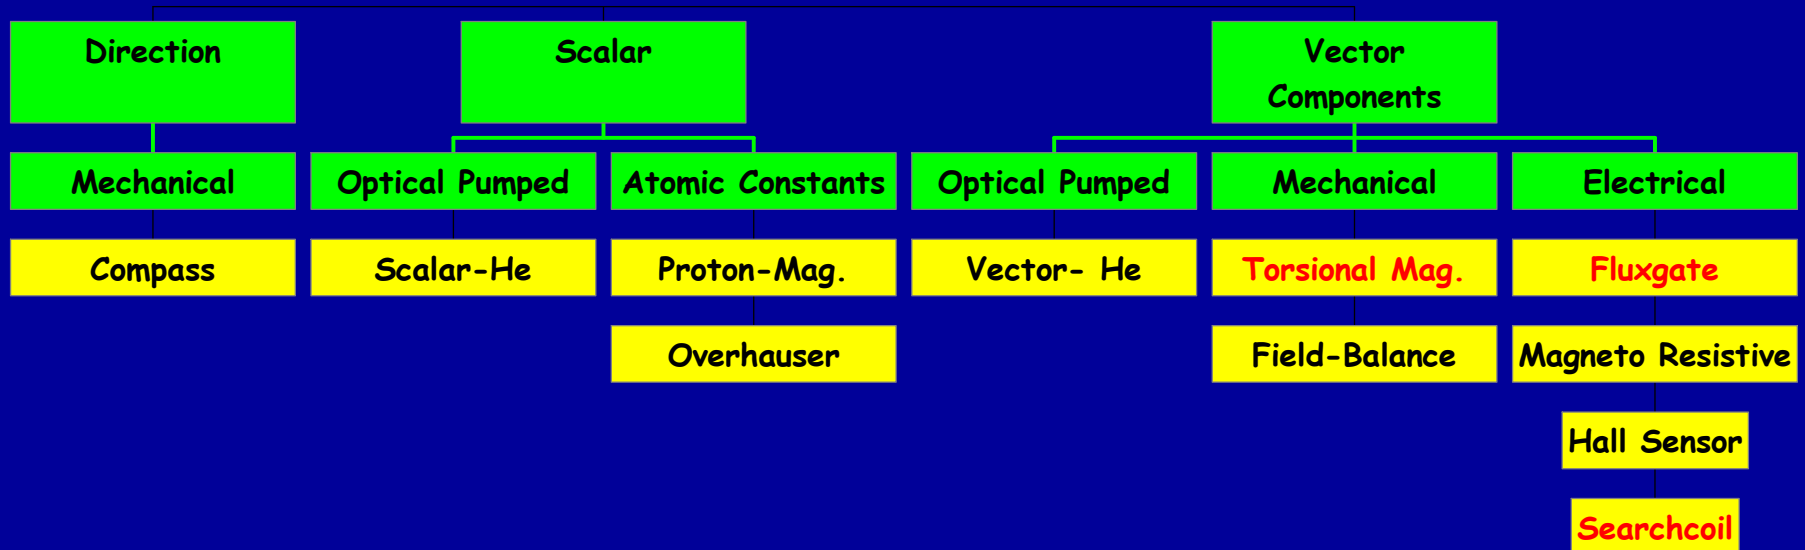 Direction
Scalar
Vector
Components
Mechanical
Optical Pumped
Atomic Constants
Optical Pumped
Mechanical
Electrical
Compass
Scalar-He
Proton-Mag.
Vector- He
Torsional Mag.
Fluxgate
Overhauser
Field-Balance
Magneto Resistive
Hall Sensor
Searchcoil